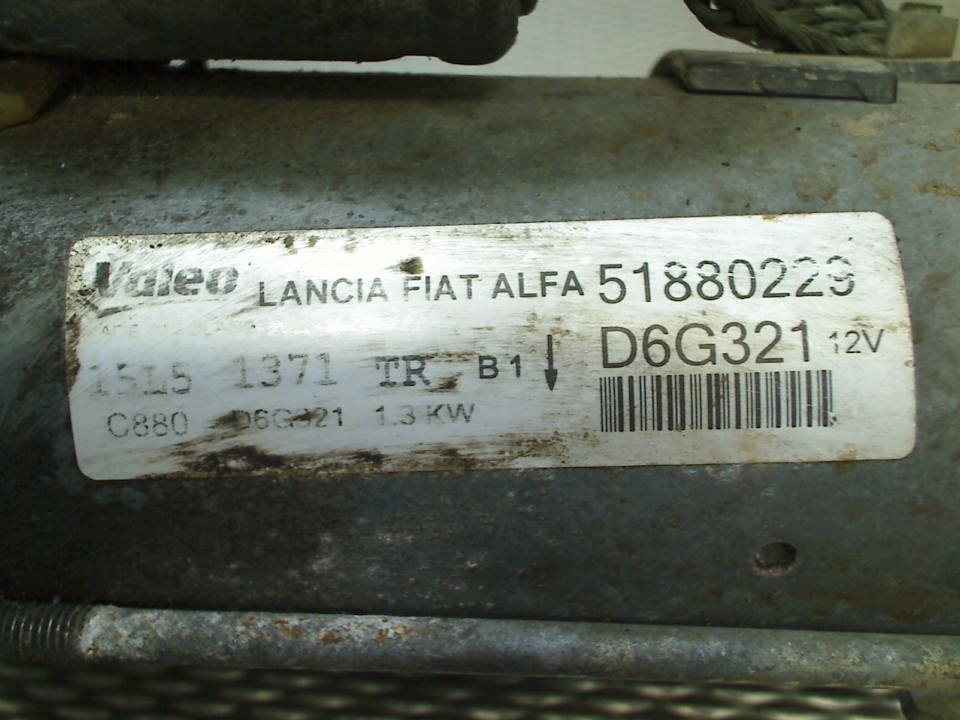 Valeo LANCIA FIAT ALFA 51880229
D6G321 12V
15L5 1371 TR B1
C880 D6G321 1.3 KW